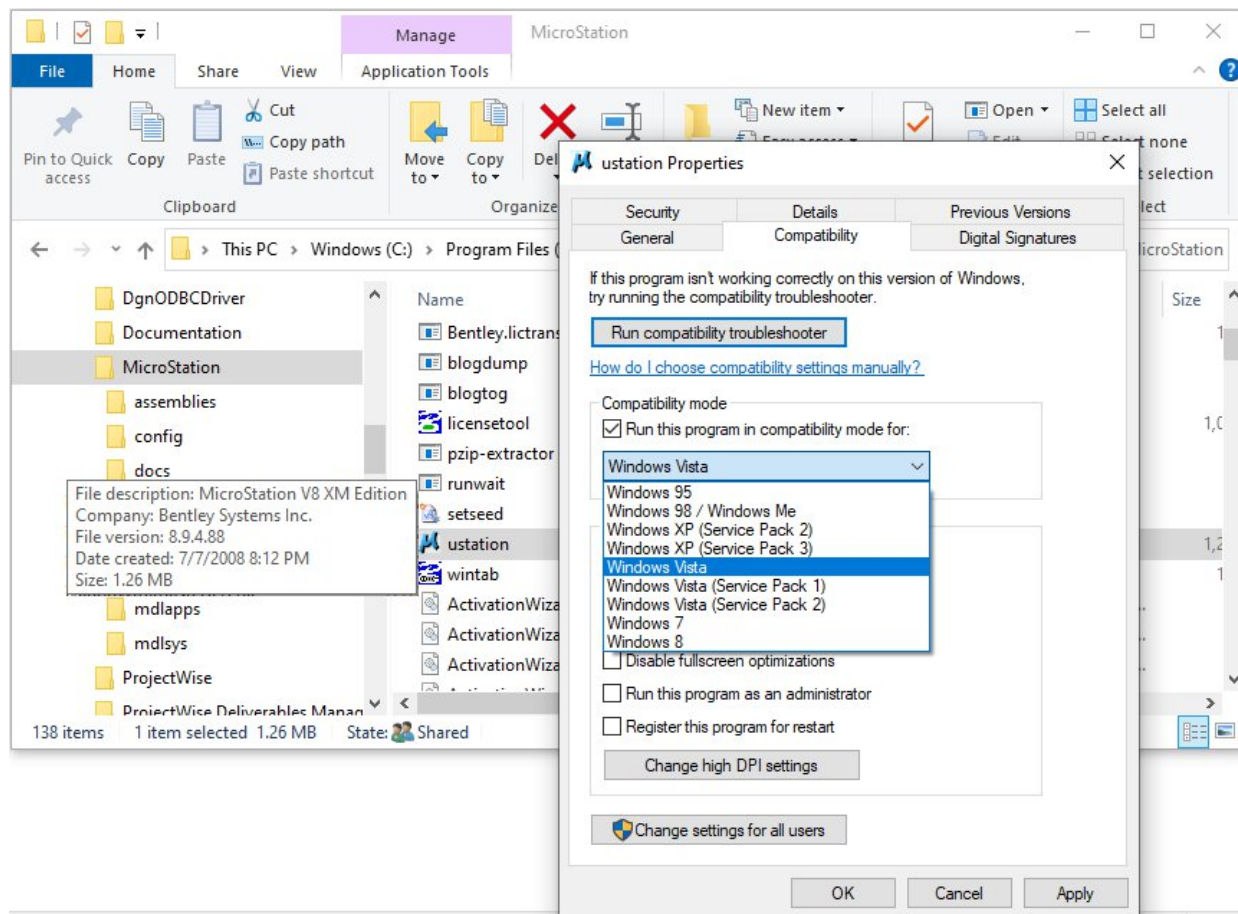 Manage
MicroStation
File
Home
Share
View
Application Tools
Pin to Quick access
Copy
Paste
Cut
Copy path
Paste shortcut
Move to
Copy to
Del
New item
Open
Select all
Select none
selection
Clipboard
Organize
This PC > Windows (C:) > Program Files (
MicroStation
DgnODBCDriver
Documentation
MicroStation
assemblies
config
docs
File description: MicroStation V8 XM Edition
Company: Bentley Systems Inc.
File version: 8.9.4.88
Date created: 7/7/2008 8:12 PM
Size: 1.26 MB
mdlapps
mdlsys
ProjectWise
ProjectWise Deliverables Manag
Name
Size
Bentley.lictrans
blogdump
blogtog
licensetool
pzip-extractor
runwait
setseed
ustation
wintab
ActivationWiza
ActivationWiza
ActivationWiza
138 items
1 item selected 1.26 MB
State:
Shared
ustation Properties
Security
Details
Previous Versions
General
Compatibility
Digital Signatures
If this program isn't working correctly on this version of Windows,
try running the compatibility troubleshooter.
Run compatibility troubleshooter
How do I choose compatibility settings manually?
Compatibility mode
Run this program in compatibility mode for:
Windows Vista
Windows 95
Windows 98 / Windows Me
Windows XP (Service Pack 2)
Windows XP (Service Pack 3)
Windows Vista
Windows Vista (Service Pack 1)
Windows Vista (Service Pack 2)
Windows 7
Windows 8
Disable fullscreen optimizations
Run this program as an administrator
Register this program for restart
Change high DPI settings
Change settings for all users
OK
Cancel
Apply